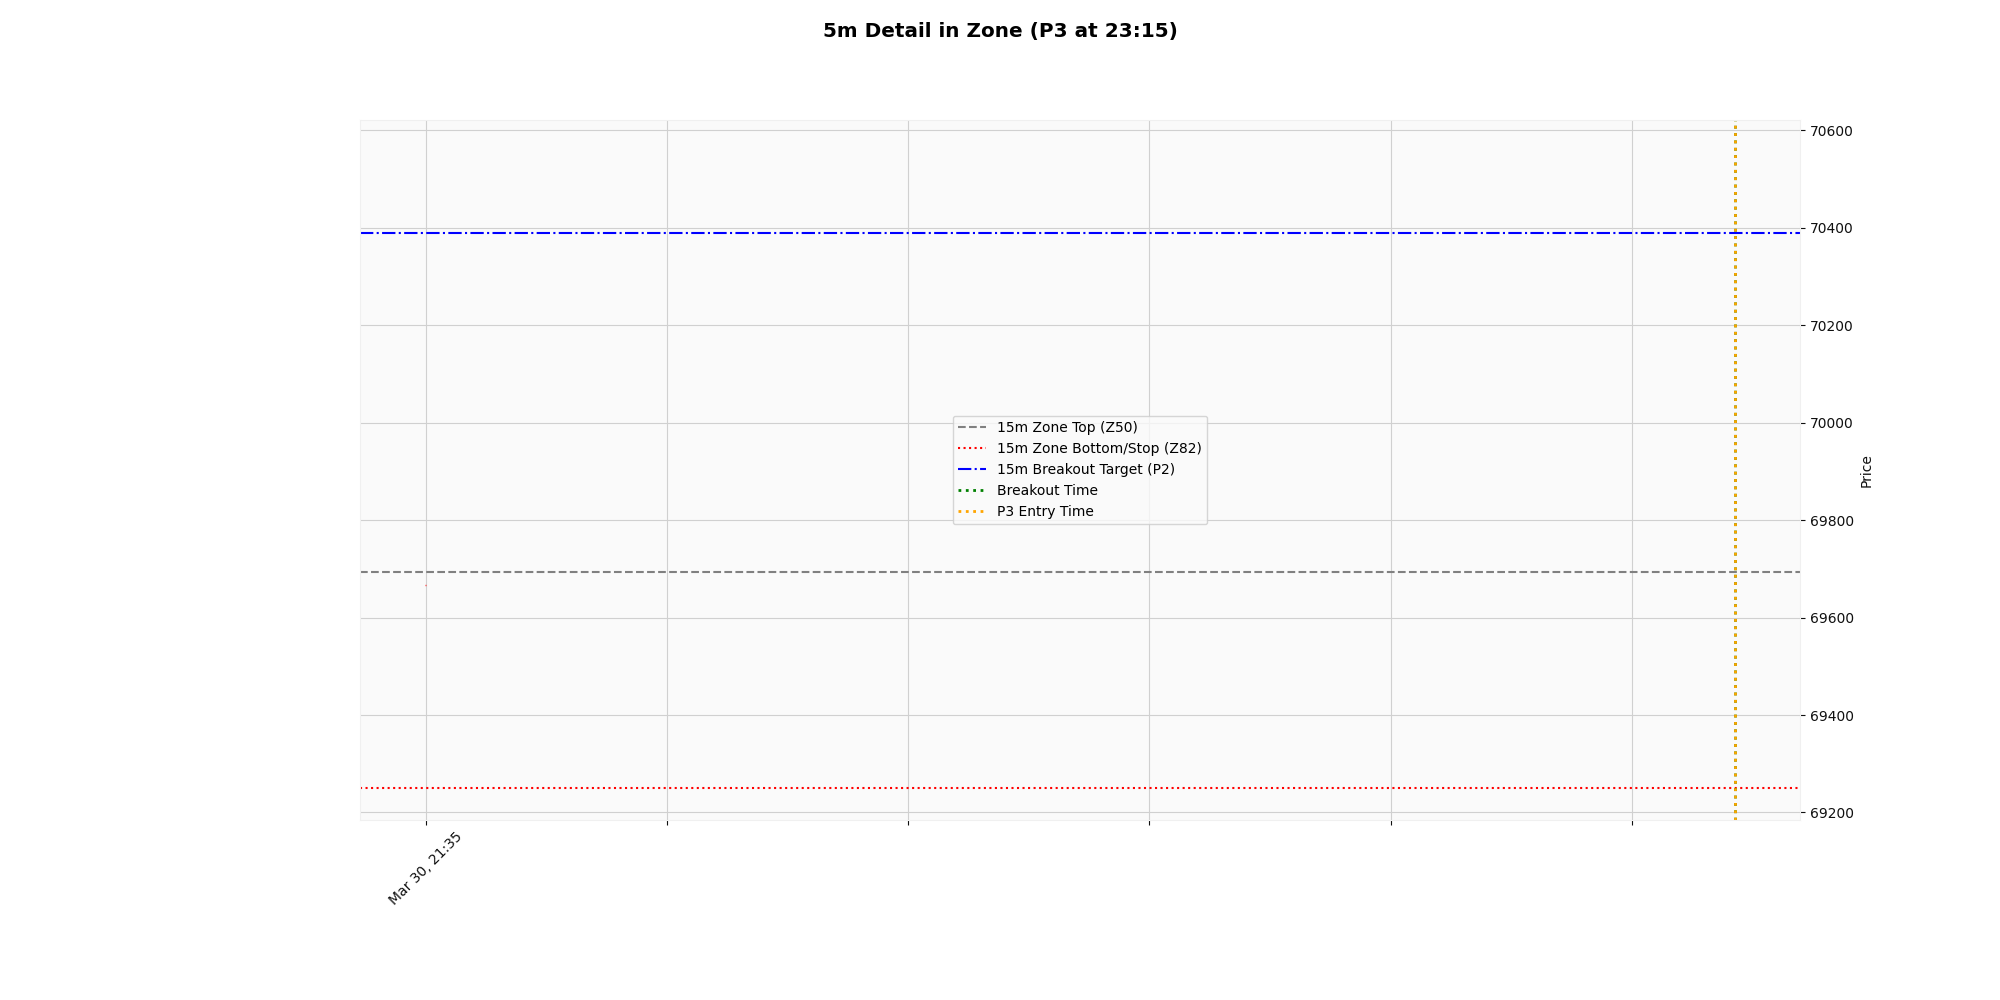 5m Detail in Zone (P3 at 23:15)
70600
70400
70200
70000
69800
69600
69400
69200
Price
15m Zone Top (Z50)
15m Zone Bottom/Stop (Z82)
15m Breakout Target (P2)
Breakout Time
P3 Entry Time
Mar 30, 21:35